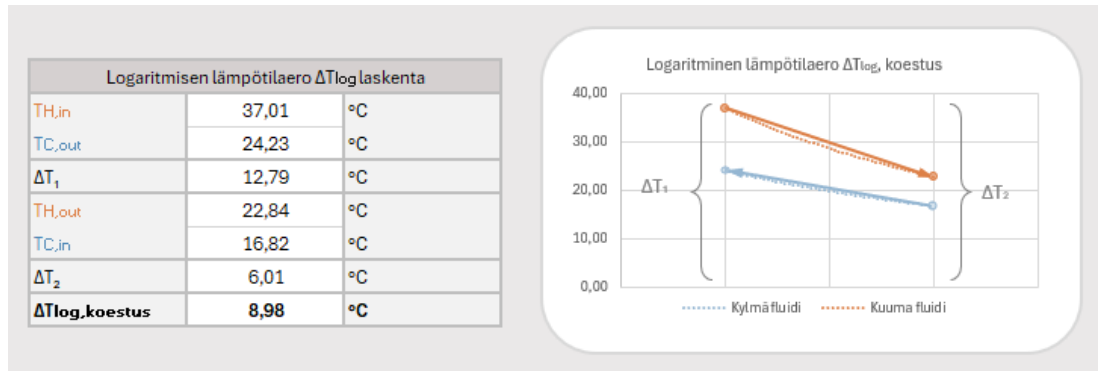 Logaritmisen lämpötilaero ΔTlog laskenta
TH,in 37,01 °C
TC,out 24,23 °C
ΔT₁ 12,79 °C
TH,out 22,84 °C
TC,in 16,82 °C
ΔT₂ 6,01 °C
ΔTlog,koestus 8,98 °C
Logaritminen lämpötilaero ΔTlog, koestus
40,00
30,00
20,00
10,00
0,00
ΔT₁
ΔT₂
Kylmä fluidi Kuuma fluidi